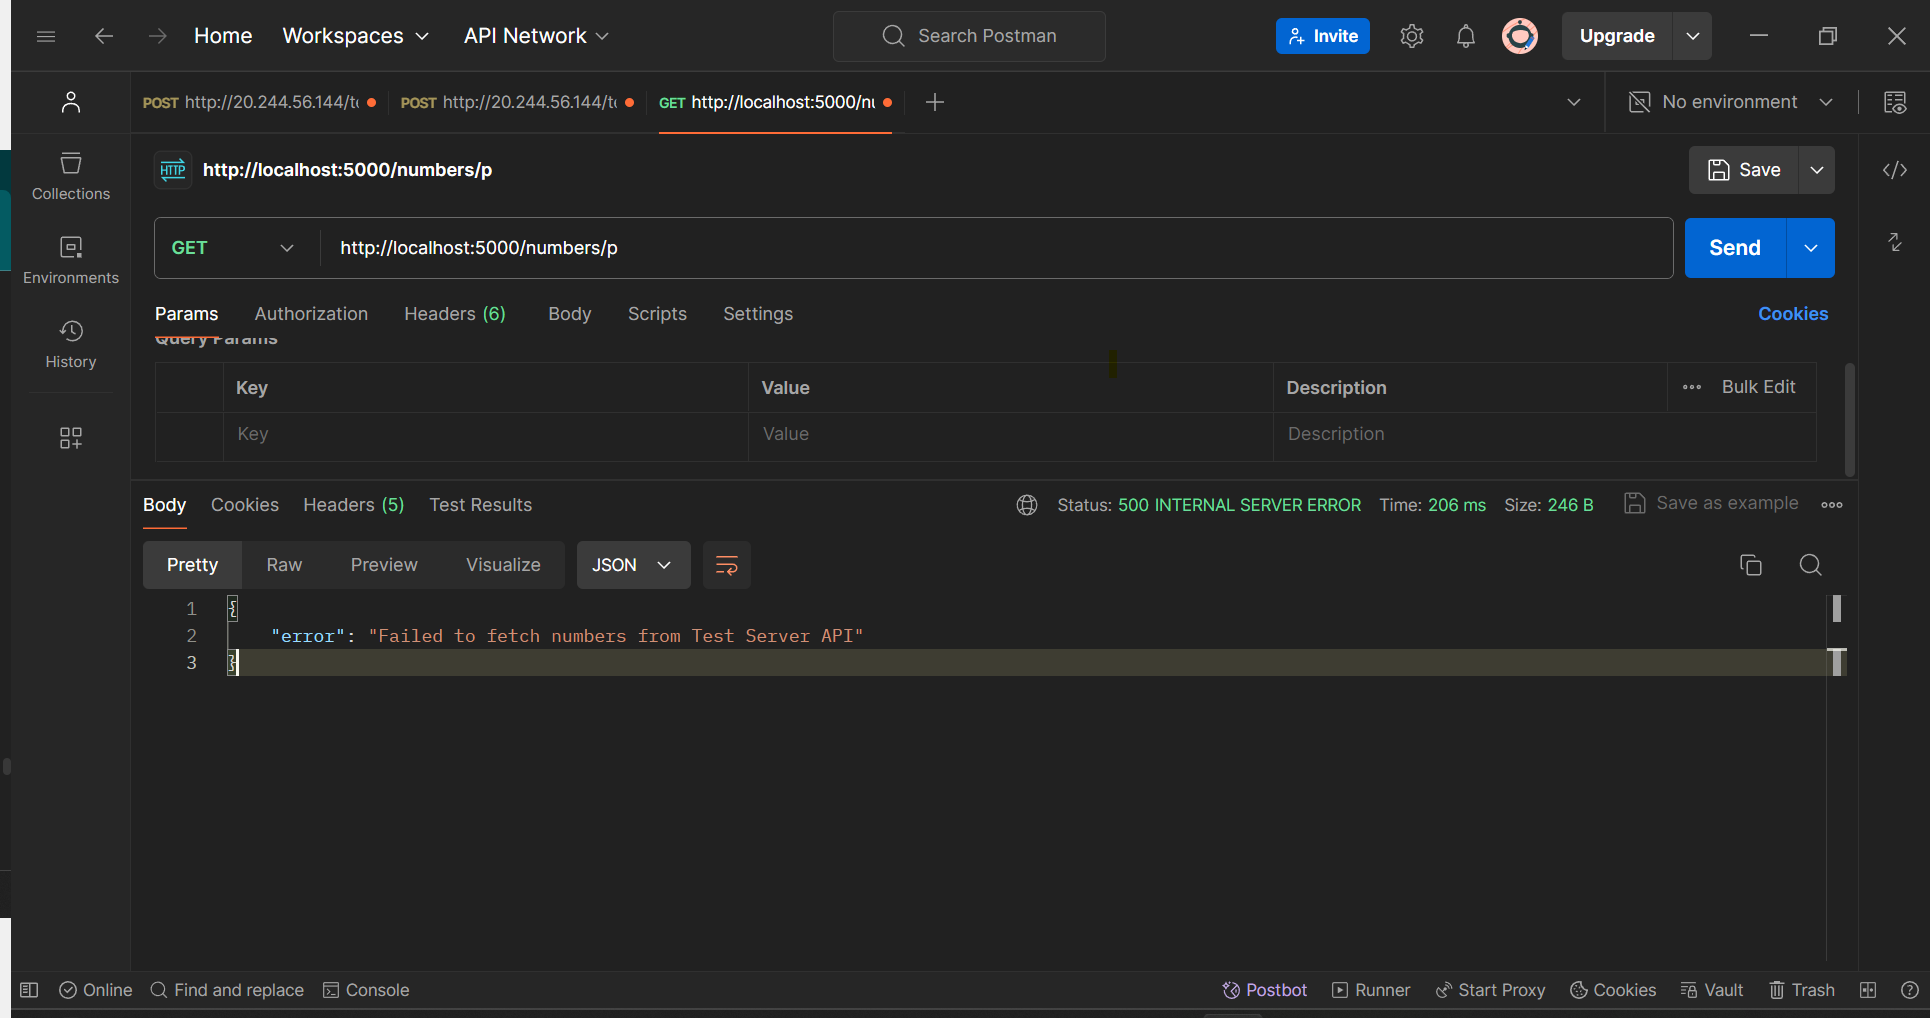 Home Workspaces API Network Search Postman Invite Upgrade
POST http://20.244.56.144/t POST http://20.244.56.144/t GET http://localhost:5000/nu No environment
HTTP http://localhost:5000/numbers/p Save
Collections
GET http://localhost:5000/numbers/p Send
Environments
Params Authorization Headers (6) Body Scripts Settings Cookies
Query Params
History
Key Value Description Bulk Edit
Key Value Description
Body Cookies Headers (5) Test Results Status: 500 INTERNAL SERVER ERROR Time: 206 ms Size: 246 B Save as example
Pretty Raw Preview Visualize JSON
1 {
2 "error": "Failed to fetch numbers from Test Server API"
3 }
Online Find and replace Console Postbot Runner Start Proxy Cookies Vault Trash